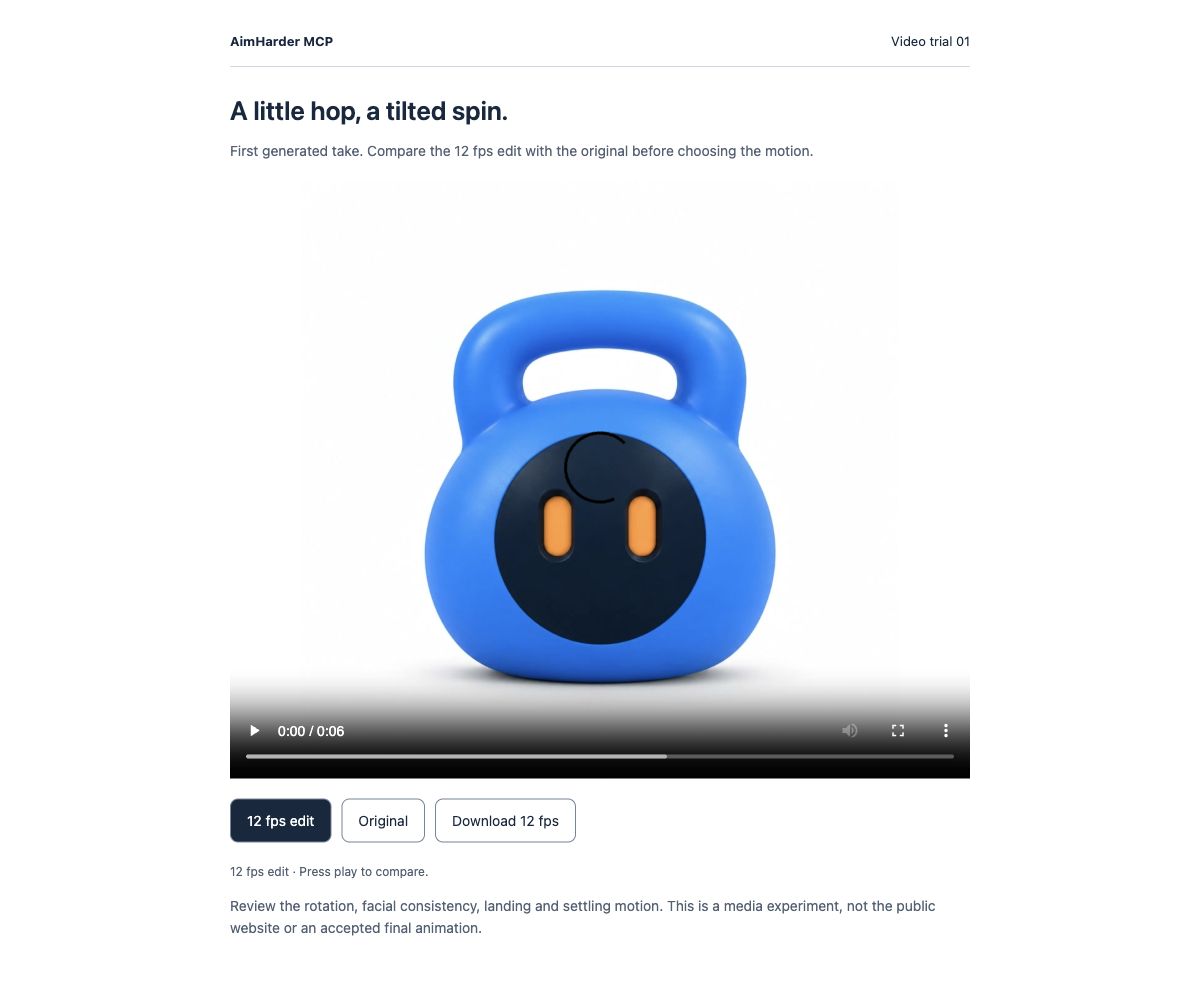 AimHarder MCP
Video trial 01
A little hop, a tilted spin.
First generated take. Compare the 12 fps edit with the original before choosing the motion.
0:00 / 0:06
12 fps edit
Original
Download 12 fps
12 fps edit · Press play to compare.
Review the rotation, facial consistency, landing and settling motion. This is a media experiment, not the public
website or an accepted final animation.